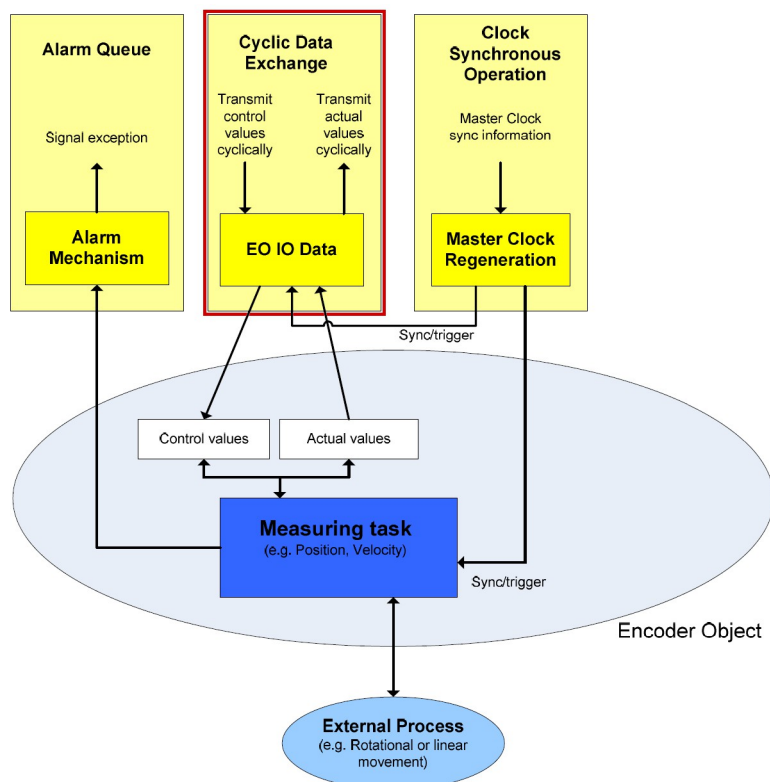 Alarm Queue
Signal exception
Alarm
Mechanism
Cyclic Data
Exchange
Transmit
control
values
cyclically
Transmit
actual
values
cyclically
EO IO Data
Clock
Synchronous
Operation
Master Clock
sync information
Master Clock
Regeneration
Sync/trigger
Control values
Actual values
Measuring task
(e.g. Position, Velocity)
Sync/trigger
Encoder Object
External Process
(e.g. Rotational or linear
movement)